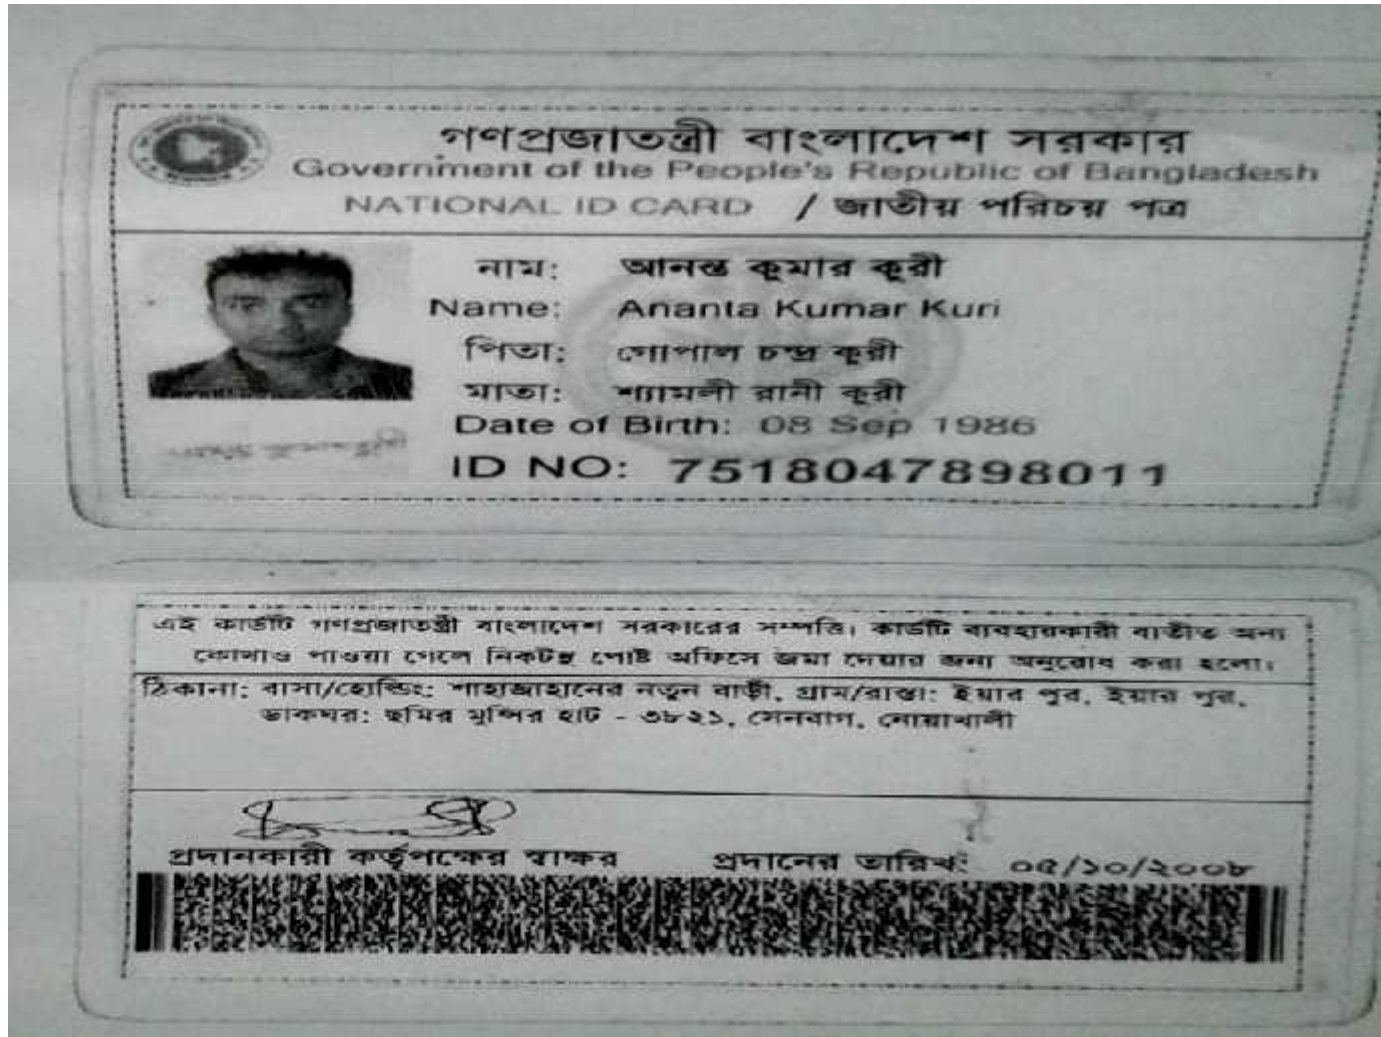 গণপ্রজাতন্ত্রী বাংলাদেশ সরকার
Government of the People's Republic of Bangladesh
NATIONAL ID CARD / জাতীয় পরিচয় পত্র
নাম: আনন্ত কুমার কুরী
Name: Ananta Kumar Kuri
পিতা: গোপাল চন্দ্র কুরী
মাতা: শ্যামলী রানী কুরী
Date of Birth: 08 Sep 1986
ID NO: 7518047898011
এই কার্ডটি গণপ্রজাতন্ত্রী বাংলাদেশ সরকারের সম্পত্তি। কার্ডটি ব্যবহারকারী ব্যতীত অন্য
কোথাও পাওয়া গেলে নিকটস্থ পোষ্ট অফিসে জমা দেয়ার জন্য অনুরোধ করা হলো।
ঠিকানা: বাসা/হোল্ডিং: শাহাজাহানের নতুন বাড়ী, গ্রাম/রাস্তা: ইয়ার পুর, ইয়ার পুর,
ডাকঘর: ছমির মুন্সির হাট - ৩৮২১, সেনবাগ, নোয়াখালী
প্রদানকারী কর্তৃপক্ষের স্বাক্ষর প্রদানের তারিখ: ০৫/১০/২০০৮